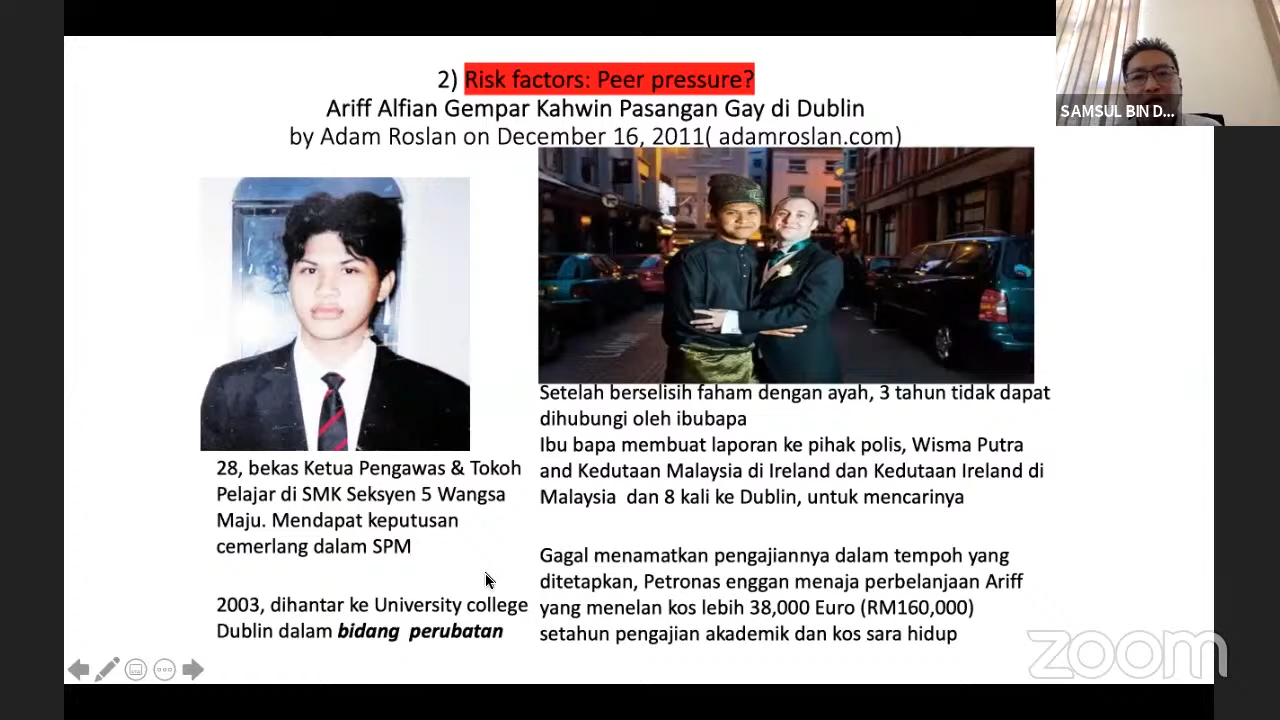 2) Risk factors: Peer pressure?
Ariff Alfian Gempar Kahwin Pasangan Gay di Dublin
by Adam Roslan on December 16, 2011( adamroslan.com)
SAMSUL BIN D...
28, bekas Ketua Pengawas & Tokoh
Pelajar di SMK Seksyen 5 Wangsa
Maju. Mendapat keputusan
cemerlang dalam SPM
2003, dihantar ke University college
Dublin dalam bidang perubatan
Setelah berselisih faham dengan ayah, 3 tahun tidak dapat
dihubungi oleh ibubapa
Ibu bapa membuat laporan ke pihak polis, Wisma Putra
and Kedutaan Malaysia di Ireland dan Kedutaan Ireland di
Malaysia dan 8 kali ke Dublin, untuk mencarinya
Gagal menamatkan pengajiannya dalam tempoh yang
ditetapkan, Petronas enggan menaja perbelanjaan Ariff
yang menelan kos lebih 38,000 Euro (RM160,000)
setahun pengajian akademik dan kos sara hidup
zoom